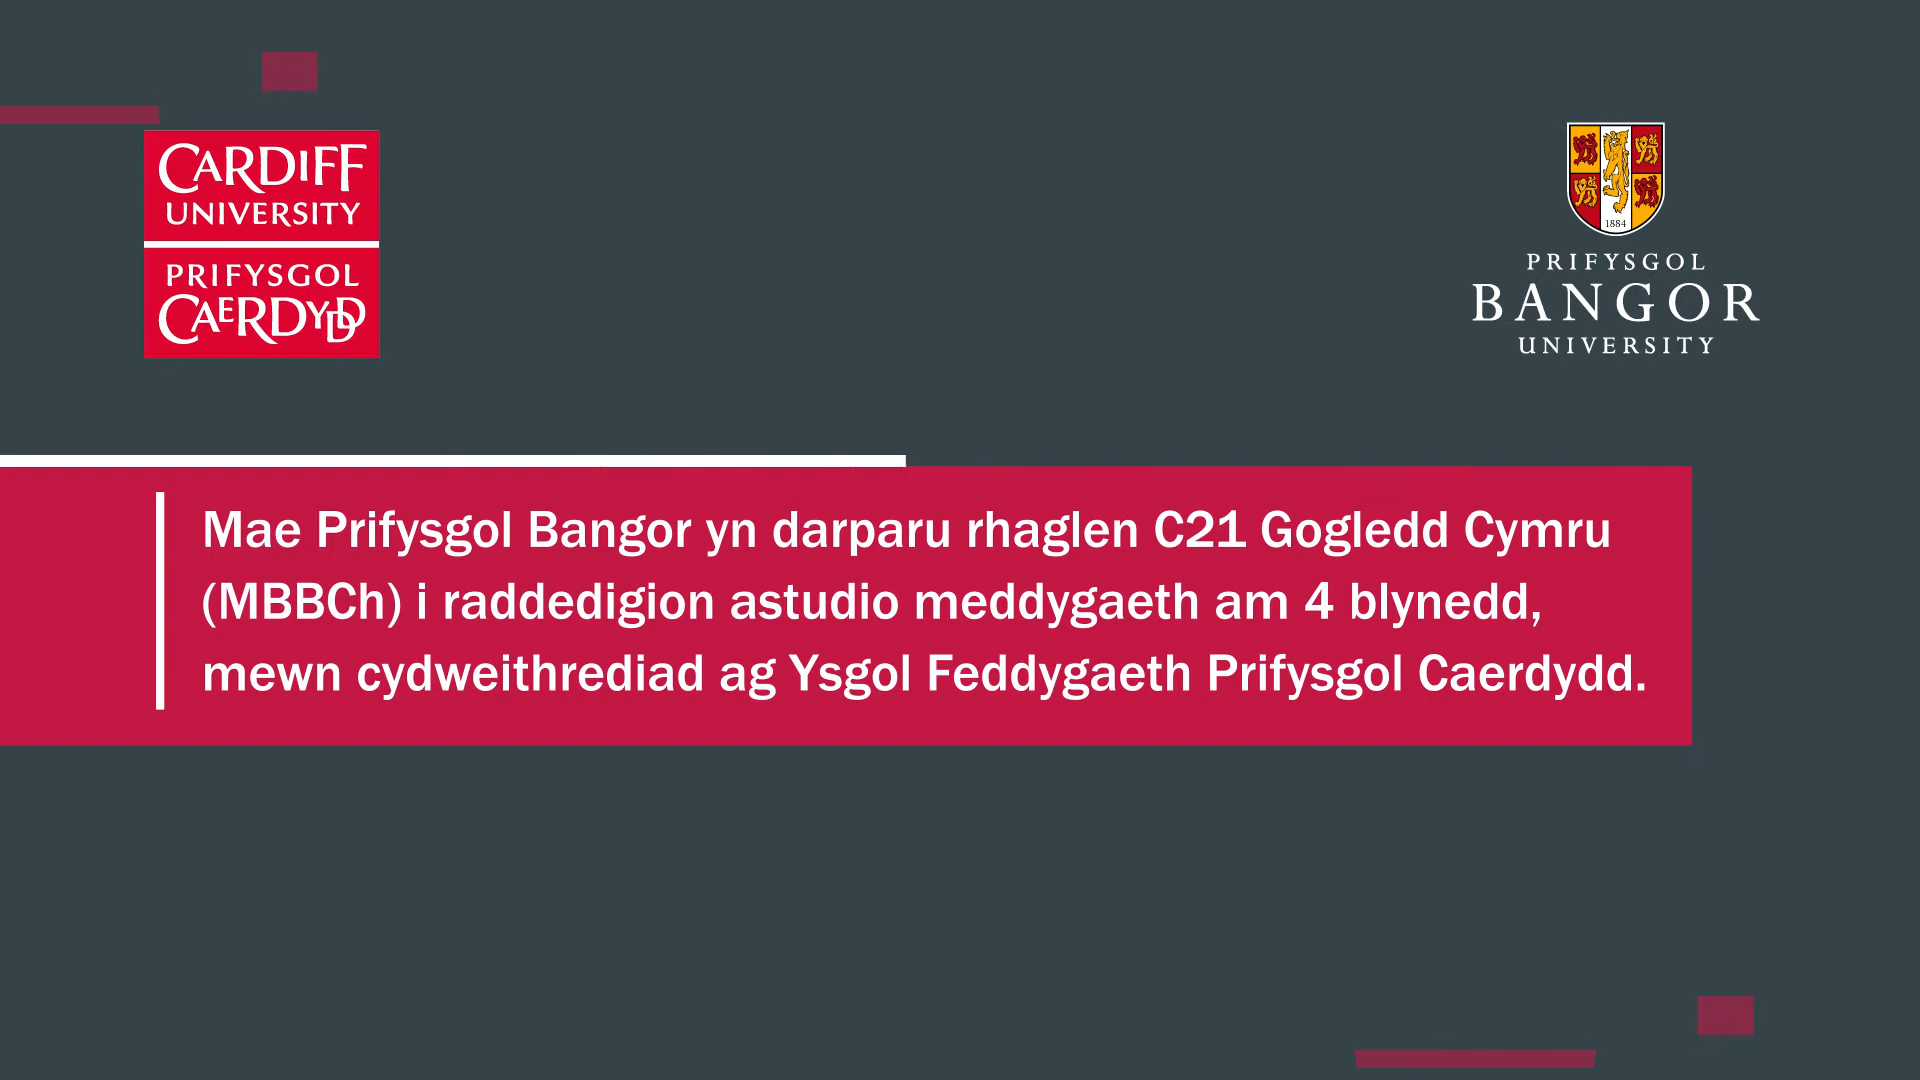 CARDIFF
UNIVERSITY
PRIFYSGOL
CAERDYDD
1884
PRIFYSGOL
BANGOR
UNIVERSITY
Mae Prifysgol Bangor yn darparu rhaglen C21 Gogledd Cymru
(MBBCh) i raddedigion astudio meddygaeth am 4 blynedd,
mewn cydweithrediad ag Ysgol Feddygaeth Prifysgol Caerdydd.